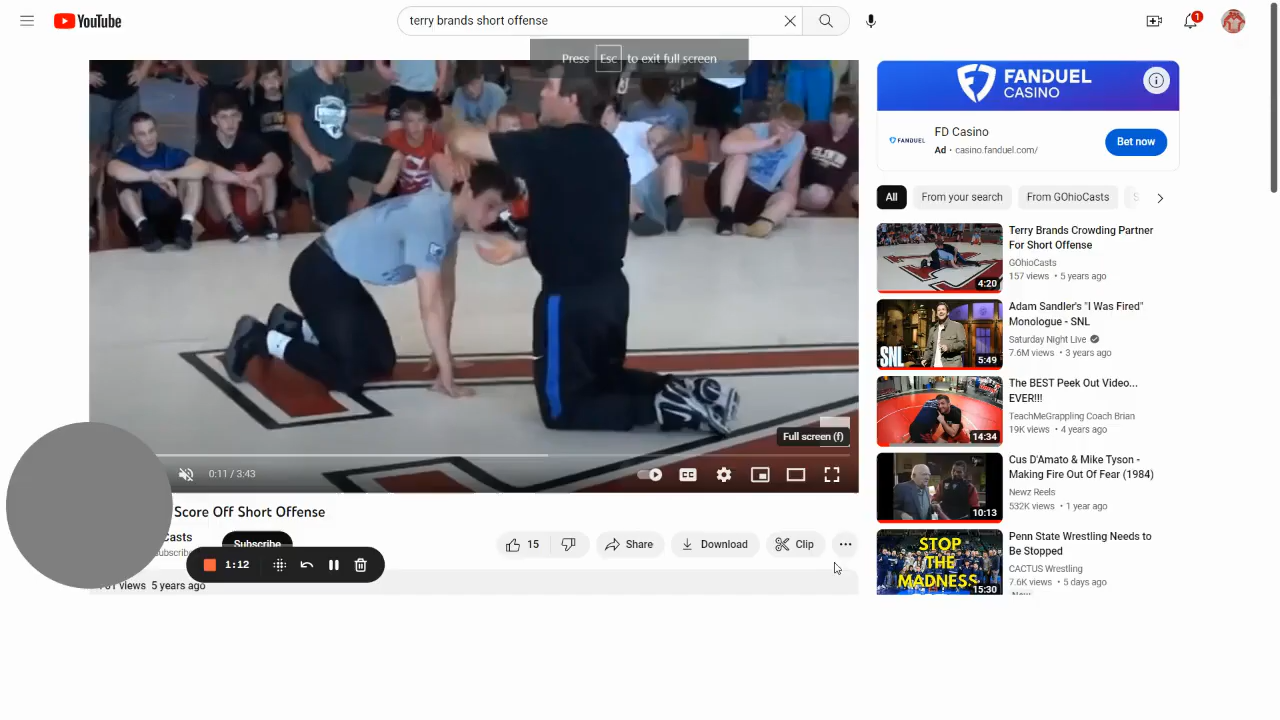 YouTube
terry brands short offense
1
Press Esc to exit full screen
FANDUEL
CASINO
FANDUEL
FD Casino
Ad · casino.fanduel.com/
Bet now
All
From your search
From GOhioCasts
S
Terry Brands Crowding Partner
For Short Offense
GOhioCasts
157 views • 5 years ago
4:20
Adam Sandler's "I Was Fired"
Monologue - SNL
Saturday Night Live
7.6M views • 3 years ago
SNL
5:49
The BEST Peek Out Video...
EVER!!!
TeachMeGrappling Coach Brian
19K views • 4 years ago
14:34
Cus D'Amato & Mike Tyson -
Making Fire Out Of Fear (1984)
Newz Reels
532K views • 1 year ago
10:13
Penn State Wrestling Needs to
Be Stopped
CACTUS Wrestling
7.6K views • 5 days ago
New
STOP
THE
MADNESS
15:30
Full screen (f)
0:11 / 3:43
CC
Score Off Short Offense
Casts
subscribe
Subscribe
15
Share
Download
Clip
1:12
views 5 years ago